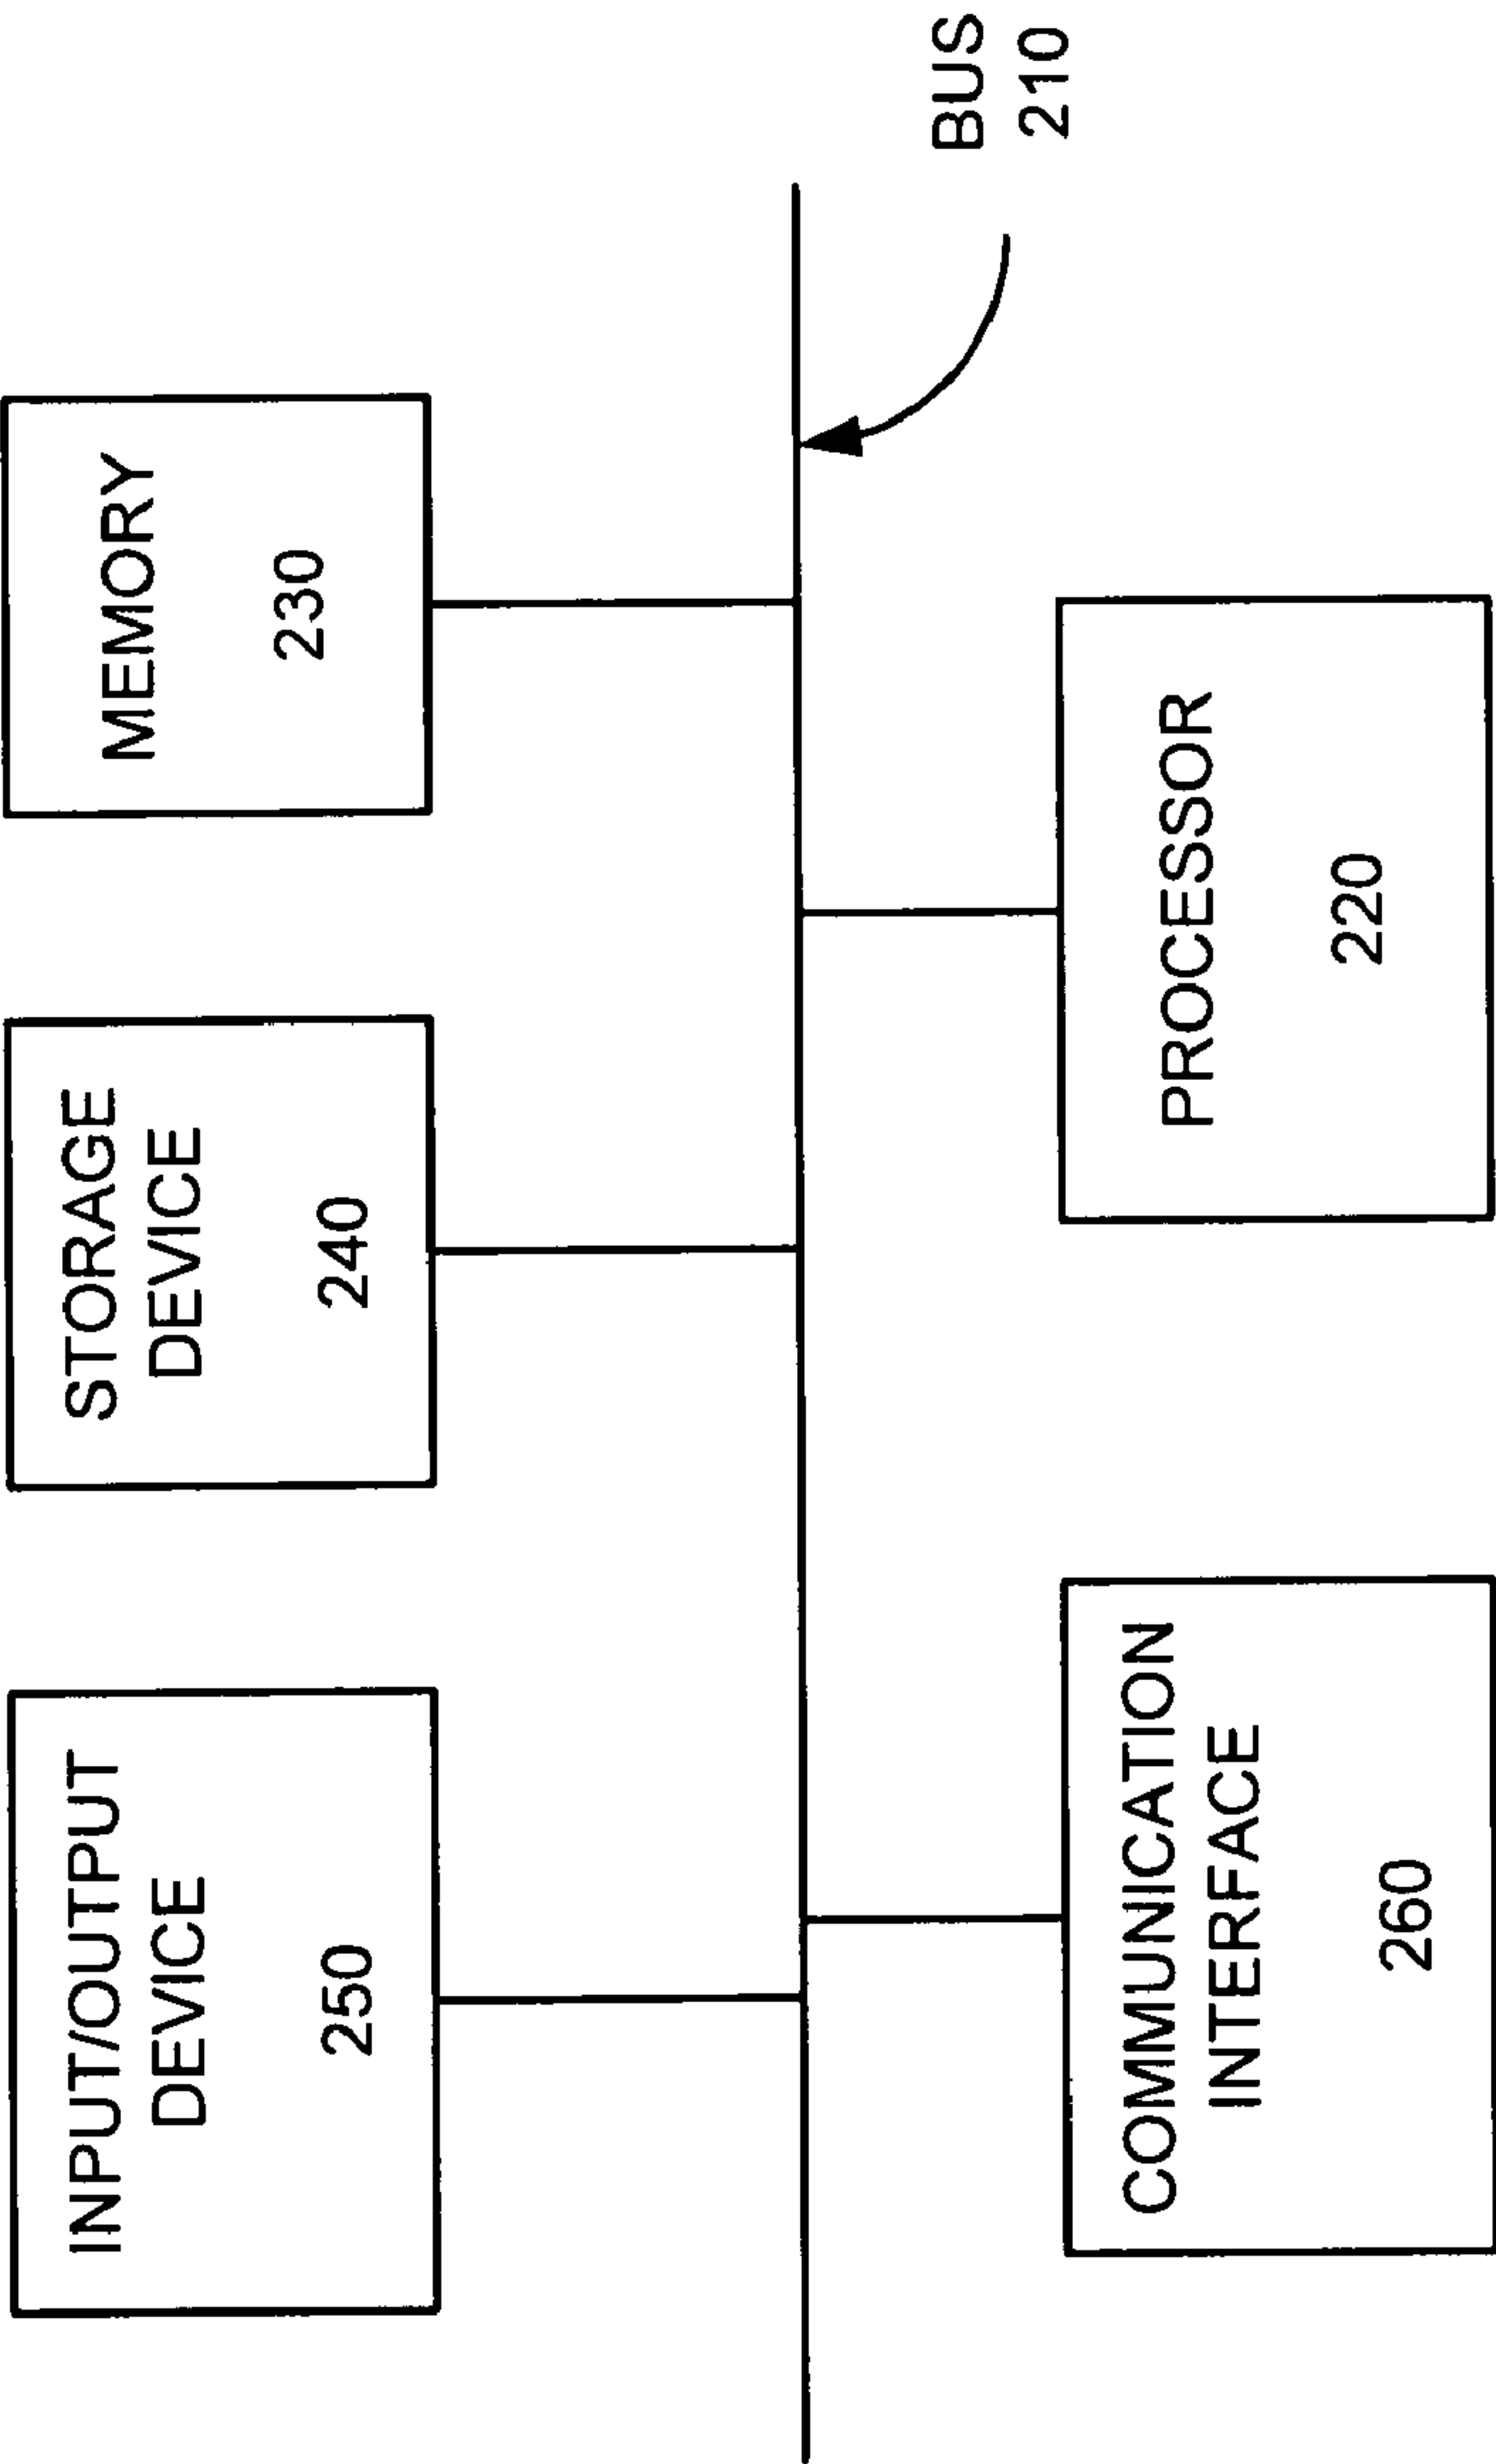 INPUT/OUTPUT
DEVICE
250
STORAGE
DEVICE
240
MEMORY
230
BUS
210
COMMUNICATION
INTERFACE
260
PROCESSOR
220